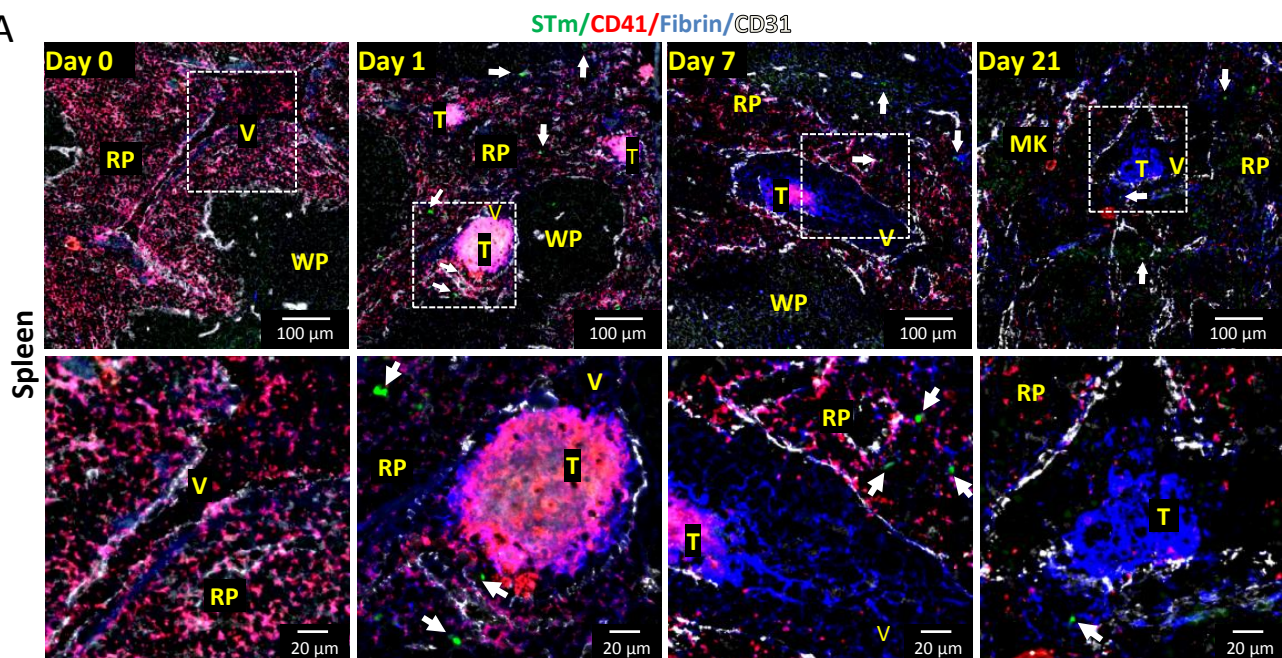 A
STm/CD41/Fibrin/CD31
Spleen
Day 0
V
RP
WP
100 µm
Day 1
T
RP
T
V
T
WP
100 µm
Day 7
RP
T
V
WP
100 µm
Day 21
MK
T
V
RP
100 µm
V
RP
20 µm
V
RP
T
20 µm
RP
T
V
20 µm
RP
T
20 µm